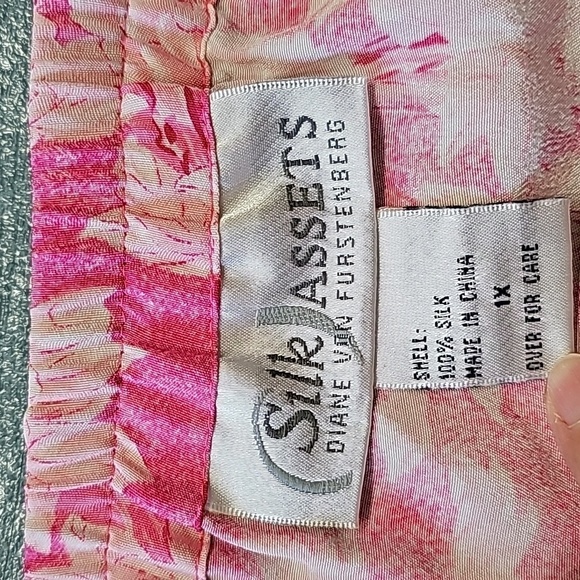 (Silk) ASSETS
DIANE VON FURSTENBERG
SHELL:
100% SILK
MADE IN CHINA
1X
OVER FOR CARE